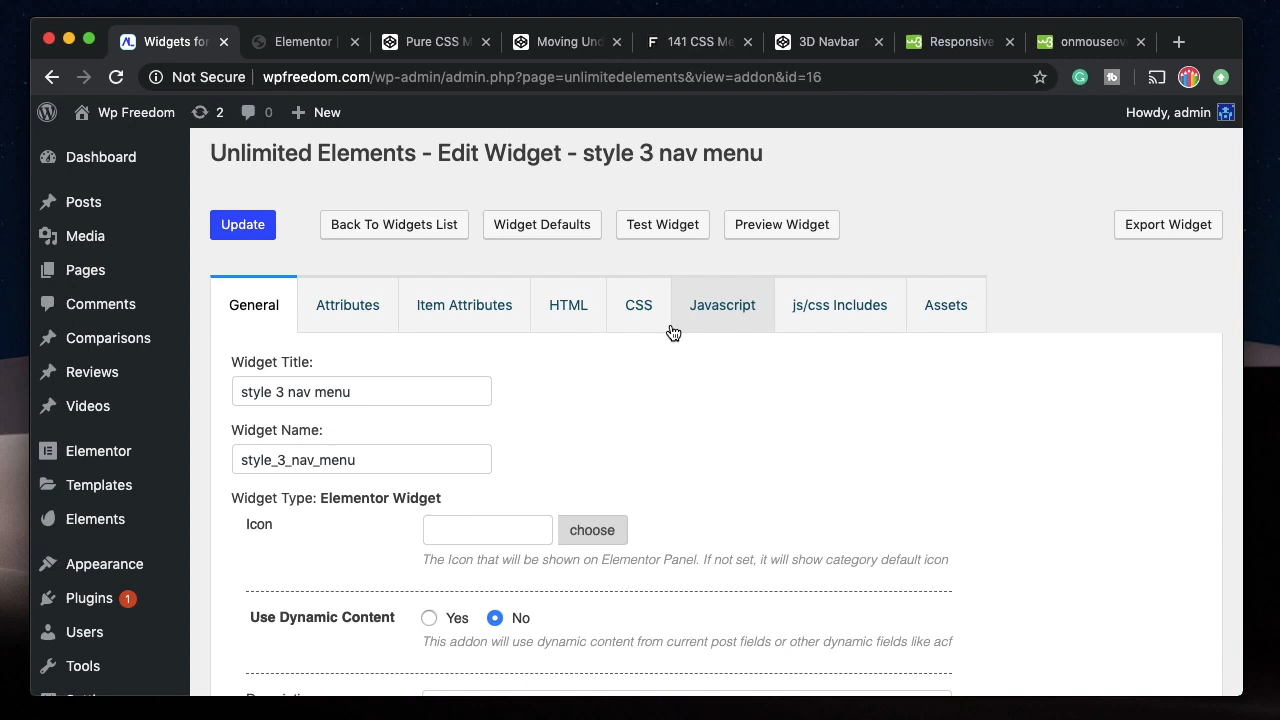 Widgets for
Elementor
Pure CSS M
Moving Und
141 CSS Me
3D Navbar
Responsive
onmouseov
Not Secure
wpfreedom.com/wp-admin/admin.php?page=unlimitedelements&view=addon&id=16
Wp Freedom
2
0
New
Howdy, admin
Dashboard
Posts
Media
Pages
Comments
Comparisons
Reviews
Videos
Elementor
Templates
Elements
Appearance
Plugins 1
Users
Tools
Unlimited Elements - Edit Widget - style 3 nav menu
Update
Back To Widgets List
Widget Defaults
Test Widget
Preview Widget
Export Widget
General
Attributes
Item Attributes
HTML
CSS
Javascript
js/css Includes
Assets
Widget Title:
style 3 nav menu
Widget Name:
style_3_nav_menu
Widget Type: Elementor Widget
Icon
choose
The Icon that will be shown on Elementor Panel. If not set, it will show category default icon
Use Dynamic Content
Yes
No
This addon will use dynamic content from current post fields or other dynamic fields like acf